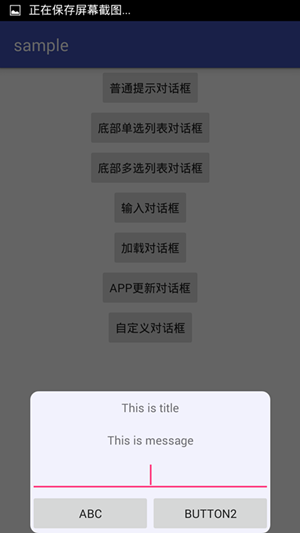 正在保存屏幕截图...
sample
普通提示对话框
底部单选列表对话框
底部多选列表对话框
输入对话框
加载对话框
APP更新对话框
自定义对话框
This is title
This is message
ABC
BUTTON2